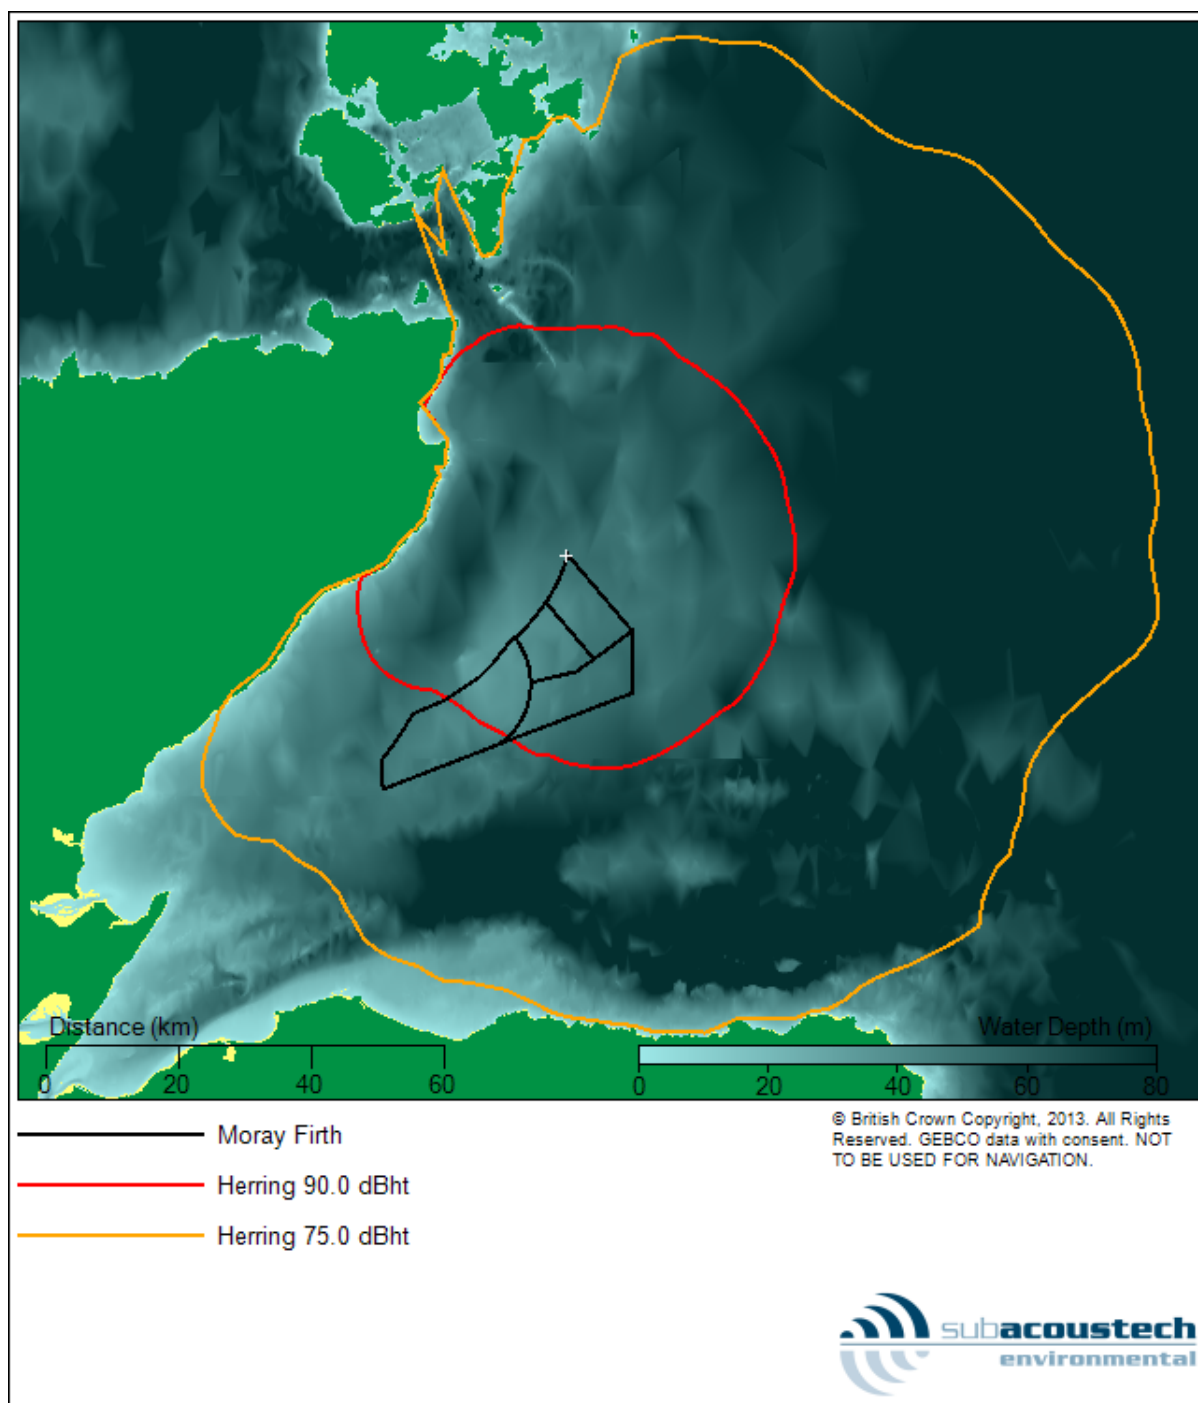 Distance (km)
0 20 40 60
Water Depth (m)
0 20 40 60 80
Moray Firth
Herring 90.0 dBht
Herring 75.0 dBht
© British Crown Copyright, 2013. All Rights
Reserved. GEBCO data with consent. NOT
TO BE USED FOR NAVIGATION.
subacoustech
environmental